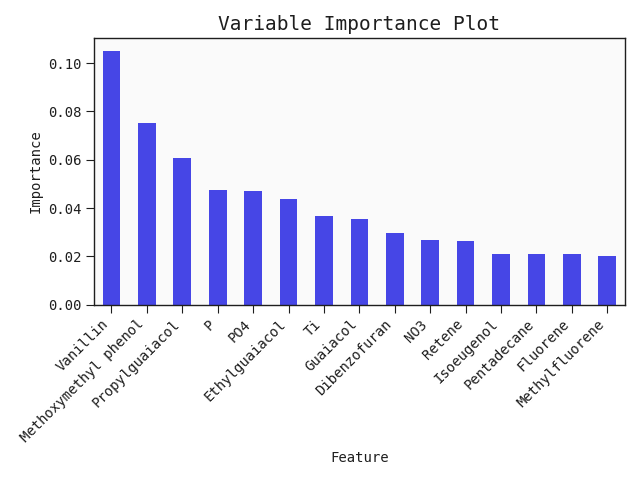 Variable Importance Plot
Importance
0.10
0.08
0.06
0.04
0.02
0.00
Vanillin
Methoxymethyl phenol
Propylguaiacol
P
PO4
Ethylguaiacol
Ti
Guaiacol
Dibenzofuran
NO3
Retene
Isoeugenol
Pentadecane
Fluorene
Methylfluorene
Feature